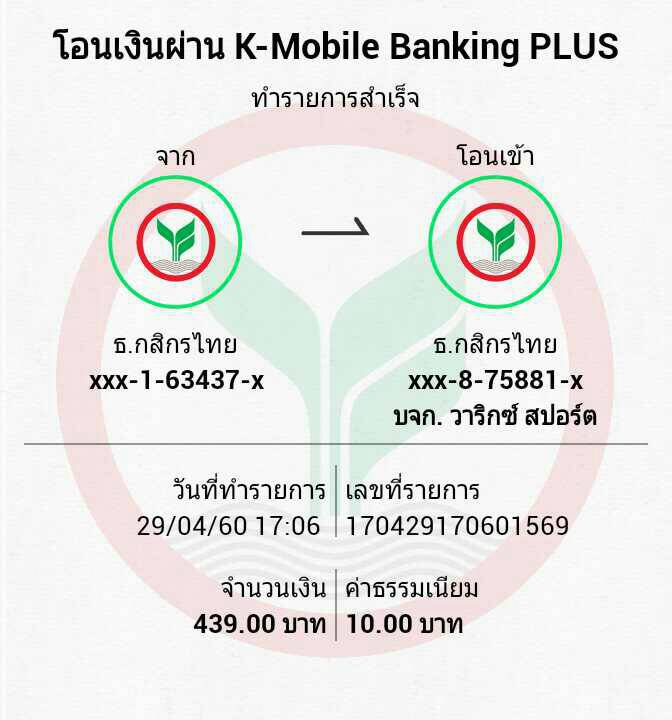 โอนเงินผ่าน K-Mobile Banking PLUS
ทำรายการสำเร็จ
จาก
โอนเข้า
ธ.กสิกรไทย
xxx-1-63437-x
ธ.กสิกรไทย
xxx-8-75881-x
บจก. วาริกซ์ สปอร์ต
วันที่ทำรายการ
29/04/60 17:06
เลขที่รายการ
170429170601569
จำนวนเงิน
439.00 บาท
ค่าธรรมเนียม
10.00 บาท